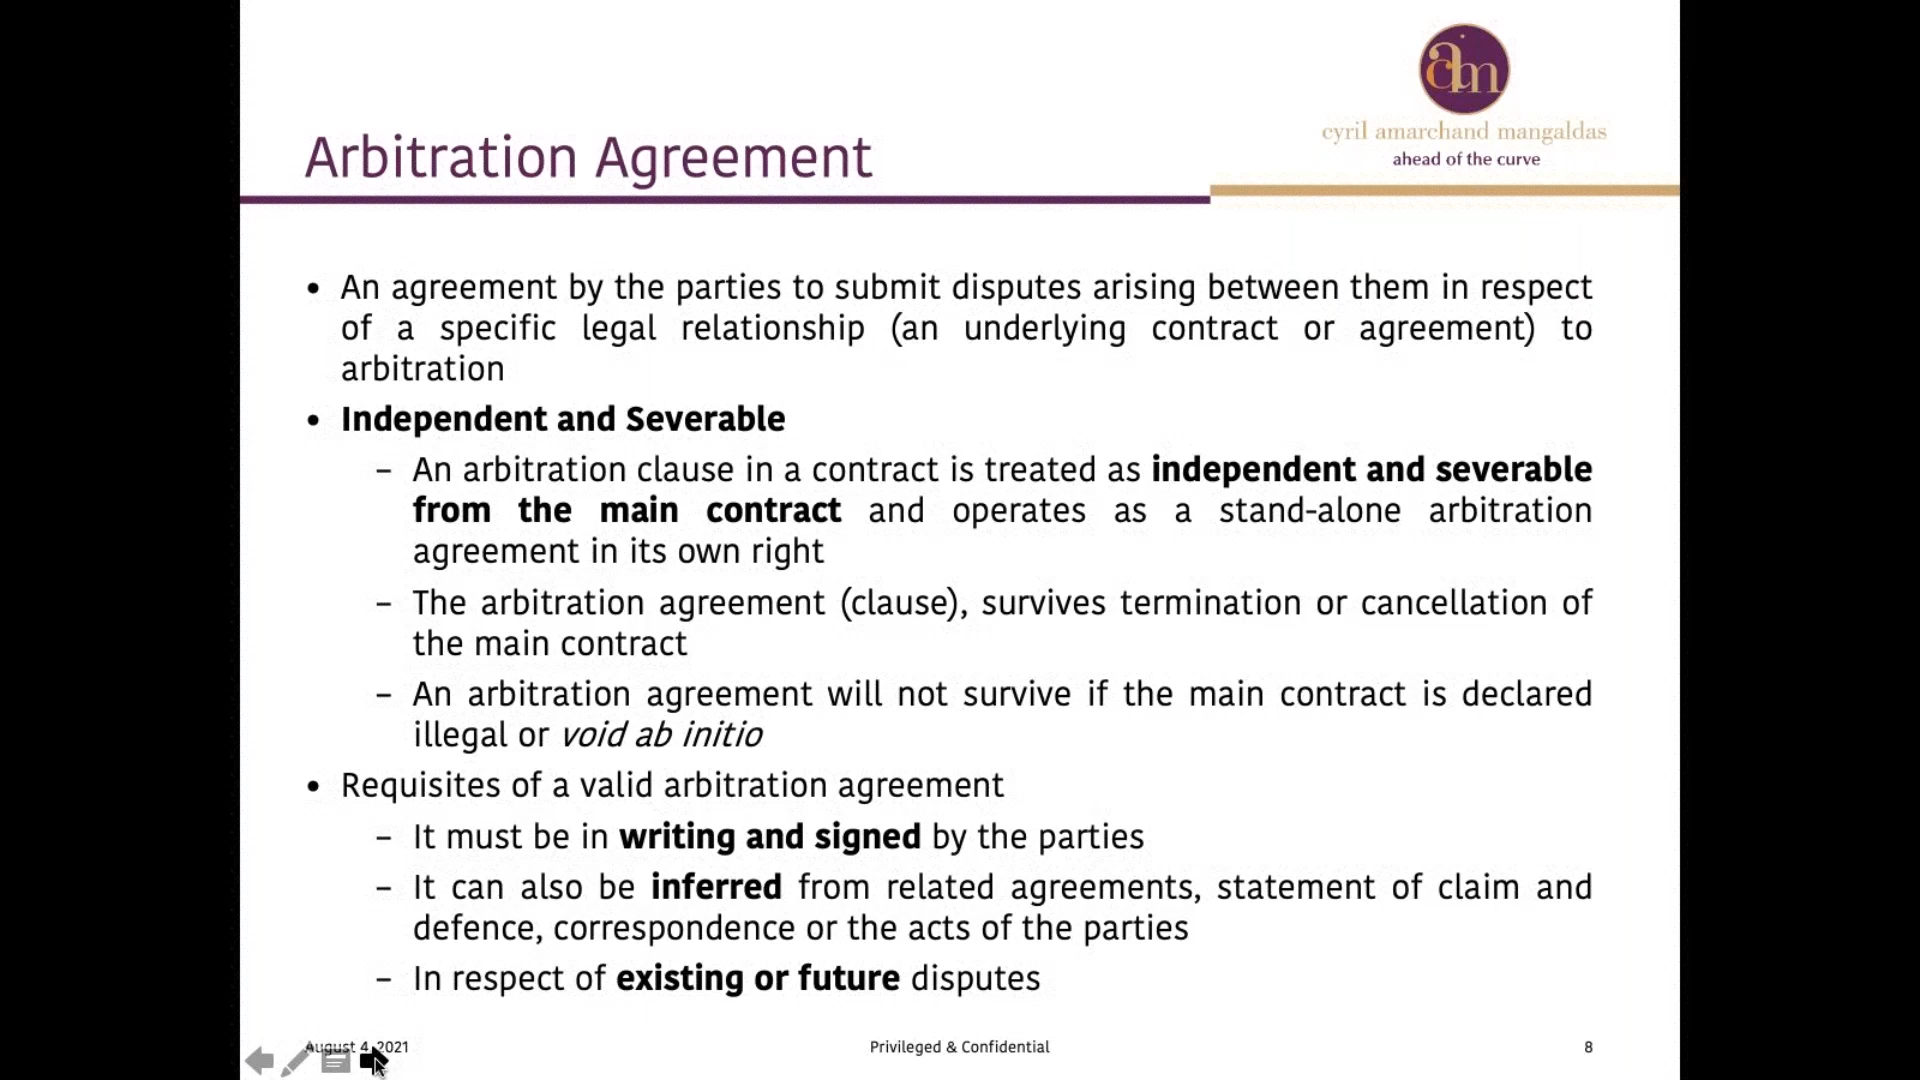 cam
cyril amarchand mangaldas
ahead of the curve
Arbitration Agreement
• An agreement by the parties to submit disputes arising between them in respect
of a specific legal relationship (an underlying contract or agreement) to
arbitration
• Independent and Severable
– An arbitration clause in a contract is treated as independent and severable
from the main contract and operates as a stand-alone arbitration
agreement in its own right
– The arbitration agreement (clause), survives termination or cancellation of
the main contract
– An arbitration agreement will not survive if the main contract is declared
illegal or void ab initio
• Requisites of a valid arbitration agreement
– It must be in writing and signed by the parties
– It can also be inferred from related agreements, statement of claim and
defence, correspondence or the acts of the parties
– In respect of existing or future disputes
August 4, 2021
Privileged & Confidential
8